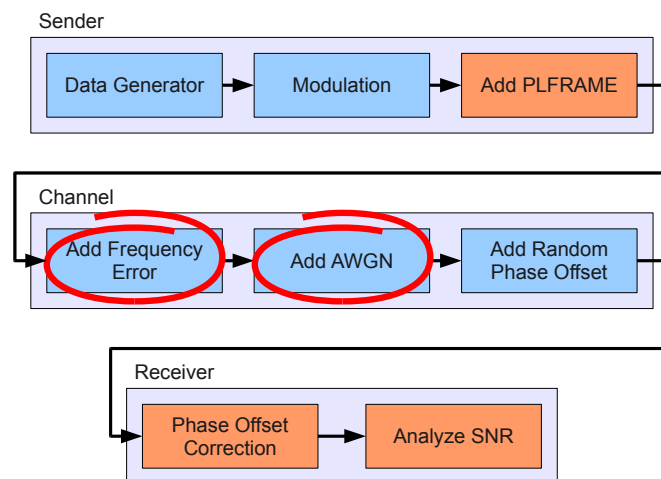 Sender
Data Generator
Modulation
Add PLFRAME
Channel
Add Frequency
Error
Add AWGN
Add Random
Phase Offset
Receiver
Phase Offset
Correction
Analyze SNR